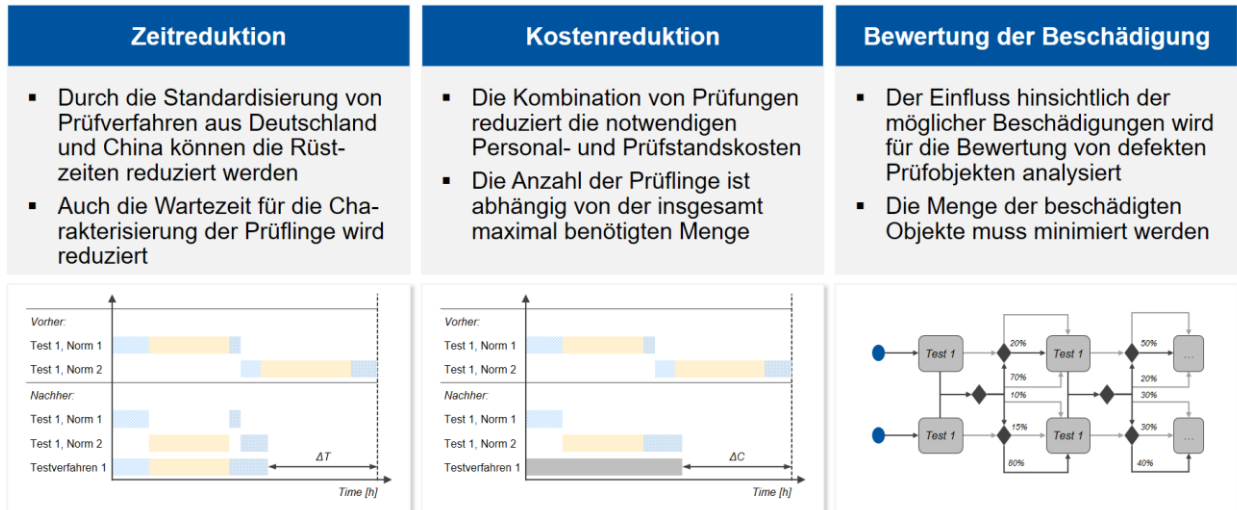 Zeitreduktion
▪ Durch die Standardisierung von
Prüfverfahren aus Deutschland
und China können die Rüst-
zeiten reduziert werden
▪ Auch die Wartezeit für die Cha-
rakterisierung der Prüflinge wird
reduziert
Vorher:
Test 1, Norm 1
Test 1, Norm 2
Nachher:
Test 1, Norm 1
Test 1, Norm 2
Testverfahren 1
ΔT
Time [h]
Kostenreduktion
▪ Die Kombination von Prüfungen
reduziert die notwendigen
Personal- und Prüfstandskosten
▪ Die Anzahl der Prüflinge ist
abhängig von der insgesamt
maximal benötigten Menge
Vorher:
Test 1, Norm 1
Test 1, Norm 2
Nachher:
Test 1, Norm 1
Test 1, Norm 2
Testverfahren 1
ΔC
Time [h]
Bewertung der Beschädigung
▪ Der Einfluss hinsichtlich der
möglicher Beschädigungen wird
für die Bewertung von defekten
Prüfobjekten analysiert
▪ Die Menge der beschädigten
Objekte muss minimiert werden
Test 1
20%
Test 1
50%
...
70%
20%
10%
30%
Test 1
15%
Test 1
30%
...
80%
40%